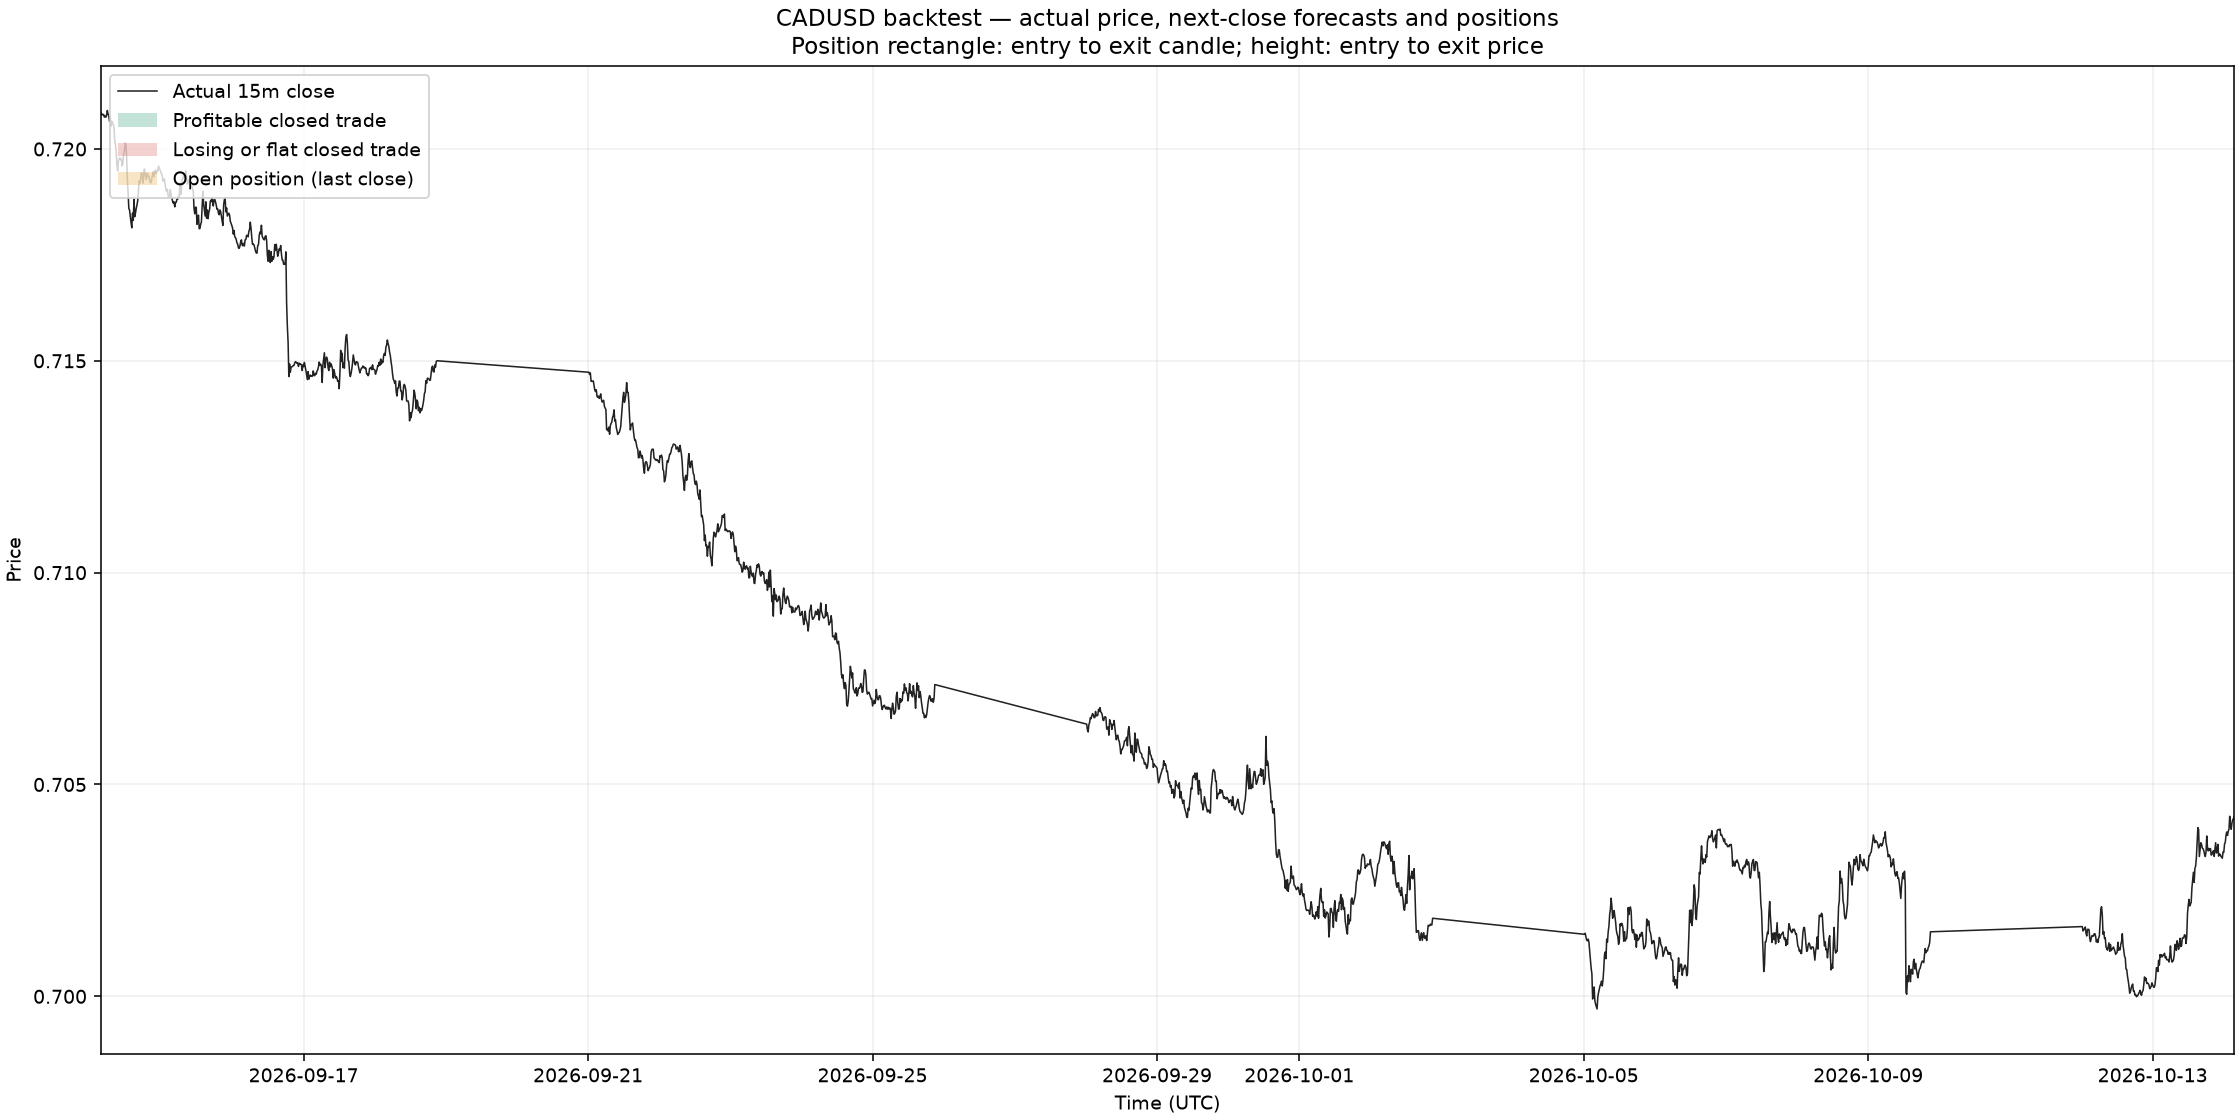 CADUSD backtest — actual price, next-close forecasts and positions
Position rectangle: entry to exit candle; height: entry to exit price
Actual 15m close
Profitable closed trade
Losing or flat closed trade
Open position (last close)
0.720
0.715
0.710
0.705
0.700
Price
2026-09-17
2026-09-21
2026-09-25
2026-09-29
2026-10-01
2026-10-05
2026-10-09
2026-10-13
Time (UTC)